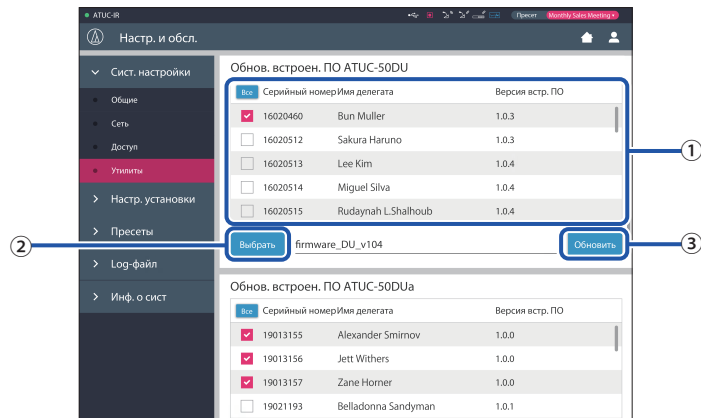 ATUC-IR
Пресет Monthly Sales Meeting
Настр. и обсл.
Сист. настройки
Общие
Сеть
Доступ
Утилиты
Настр. установки
Пресеты
Log-файл
Инф. о сист
Обнов. встроен. ПО ATUC-50DU
Все Серийный номер Имя делегата Версия встр. ПО
16020460 Bun Muller 1.0.3
16020512 Sakura Haruno 1.0.3
16020513 Lee Kim 1.0.4
16020514 Miguel Silva 1.0.4
16020515 Rudaynah L.Shalhoub 1.0.4
1
2
Выбрать firmware_DU_v104 Обновить
3
Обнов. встроен. ПО ATUC-50DUa
Все Серийный номер Имя делегата Версия встр. ПО
19013155 Alexander Smirnov 1.0.0
19013156 Jett Withers 1.0.0
19013157 Zane Horner 1.0.0
19021193 Belladonna Sandyman 1.0.1